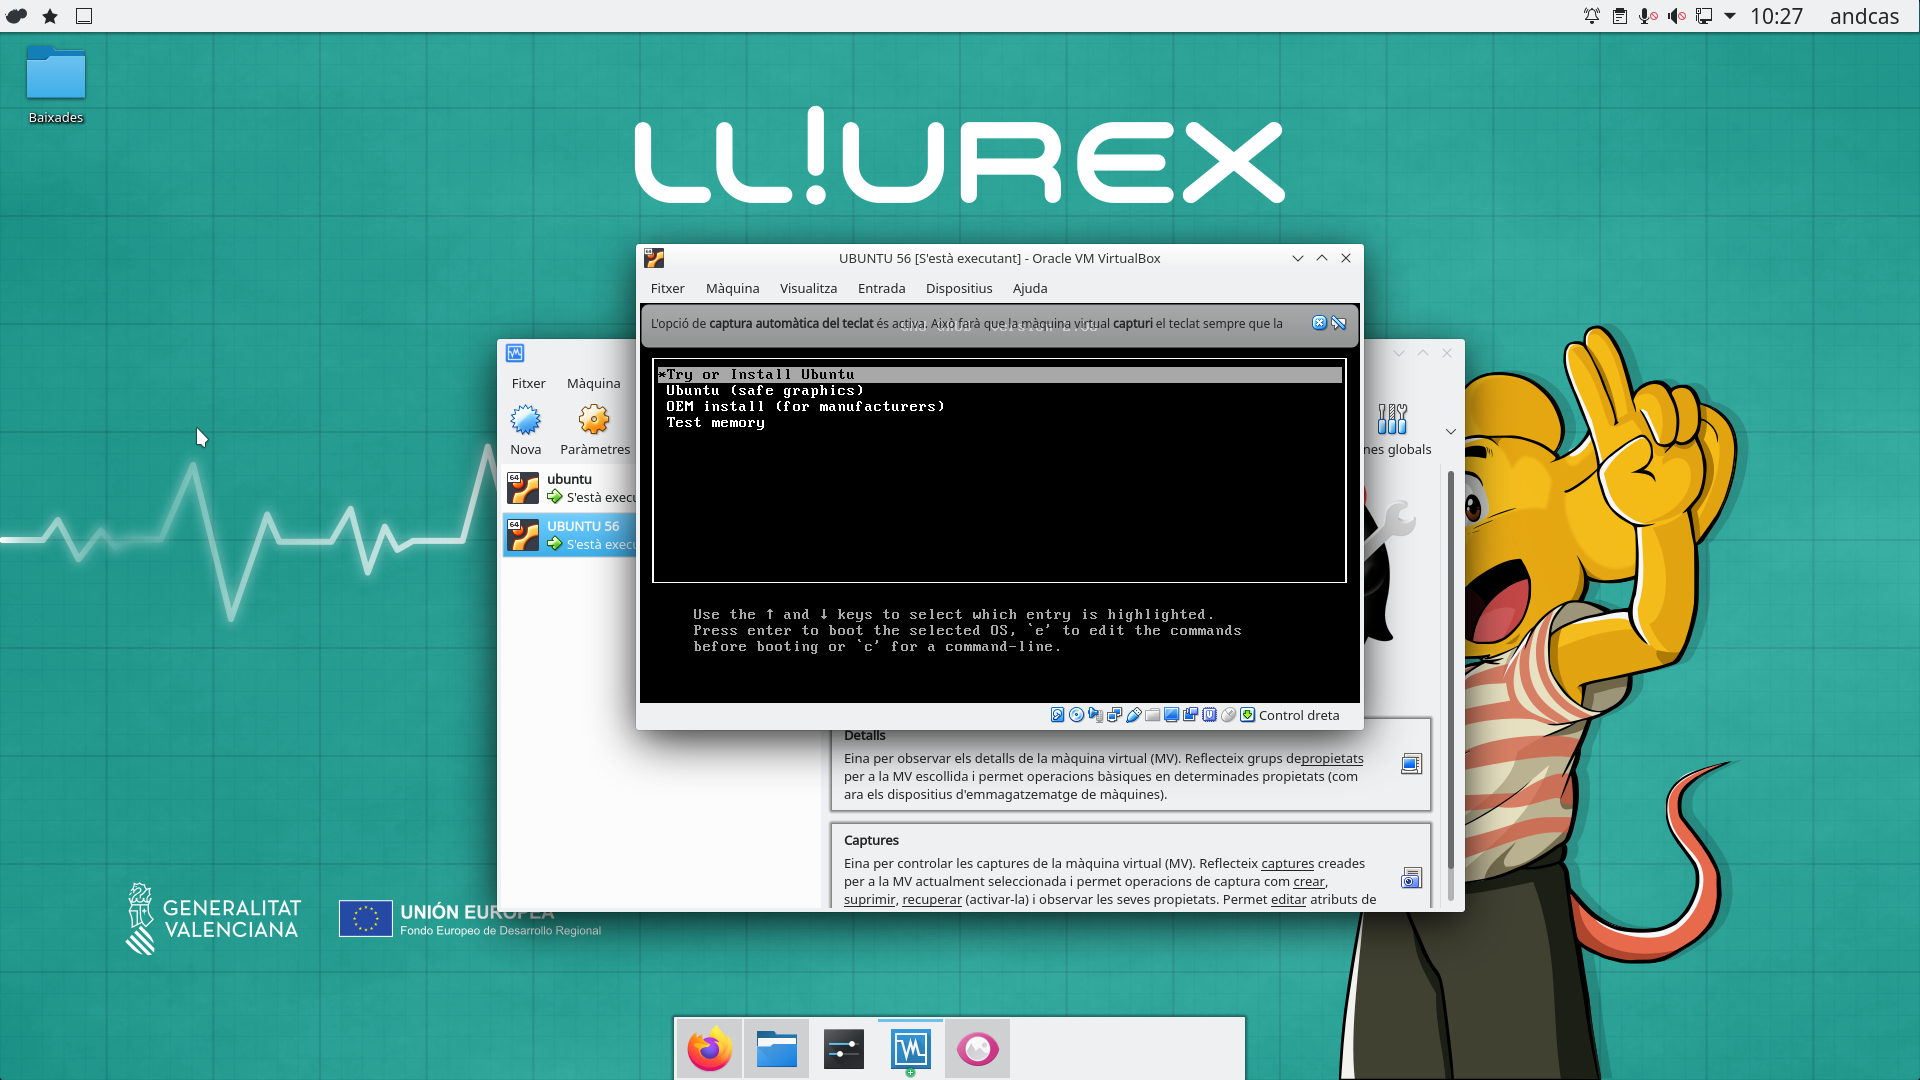 10:27
andcas
Baixades
LL!UREX
UBUNTU 56 [S'està executant] - Oracle VM VirtualBox
Fitxer Màquina Visualitza Entrada Dispositius Ajuda
L'opció de captura automàtica del teclat és activa. Això farà que la màquina virtual capturi el teclat sempre que la
*Try or Install Ubuntu
Ubuntu (safe graphics)
OEM install (for manufacturers)
Test memory
Use the ↑ and ↓ keys to select which entry is highlighted.
Press enter to boot the selected OS, `e' to edit the commands
before booting or `c' for a command-line.
Control dreta
Fitxer Màquina
Nova Paràmetres nes globals
64 ubuntu
S'està execu
64 UBUNTU 56
S'està execu
Detalls
Eina per observar els detalls de la màquina virtual (MV). Reflecteix grups depropietats
per a la MV escollida i permet operacions bàsiques en determinades propietats (com
ara els dispositius d'emmagatzematge de màquines).
Captures
Eina per controlar les captures de la màquina virtual (MV). Reflecteix captures creades
per a la MV actualment seleccionada i permet operacions de captura com crear,
suprimir, recuperar (activar-la) i observar les seves propietats. Permet editar atributs de
GENERALITAT
VALENCIANA
UNIÓN EUROPEA
Fondo Europeo de Desarrollo Regional